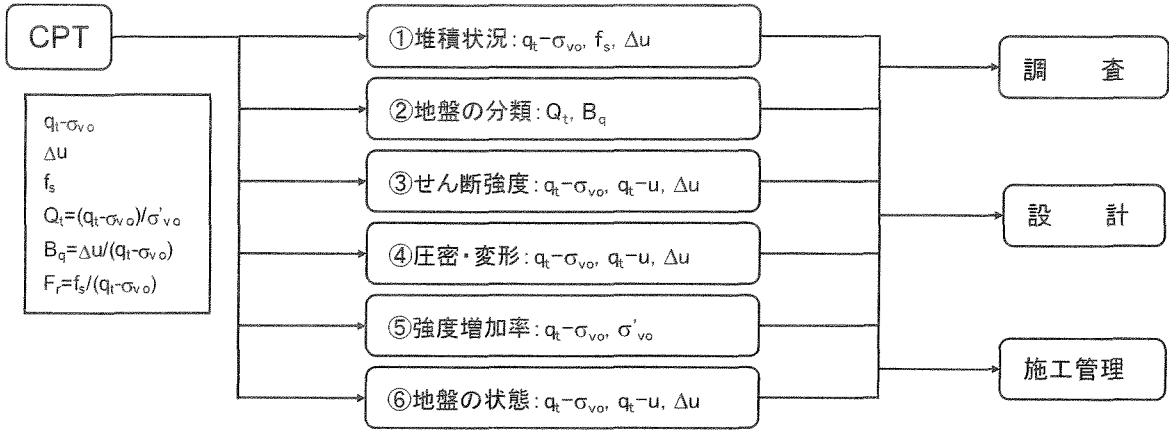 CPT
qt-σvo
Δu
fs
Qt=(qt-σvo)/σ'vo
Bq=Δu/(qt-σvo)
Fr=fs/(qt-σvo)
①堆積状況：qt-σvo, fs, Δu
②地盤の分類：Qt, Bq
③せん断強度：qt-σvo, qt-u, Δu
④圧密・変形：qt-σvo, qt-u, Δu
⑤強度増加率：qt-σvo, σ'vo
⑥地盤の状態：qt-σvo, qt-u, Δu
調　　査
設　　計
施工管理